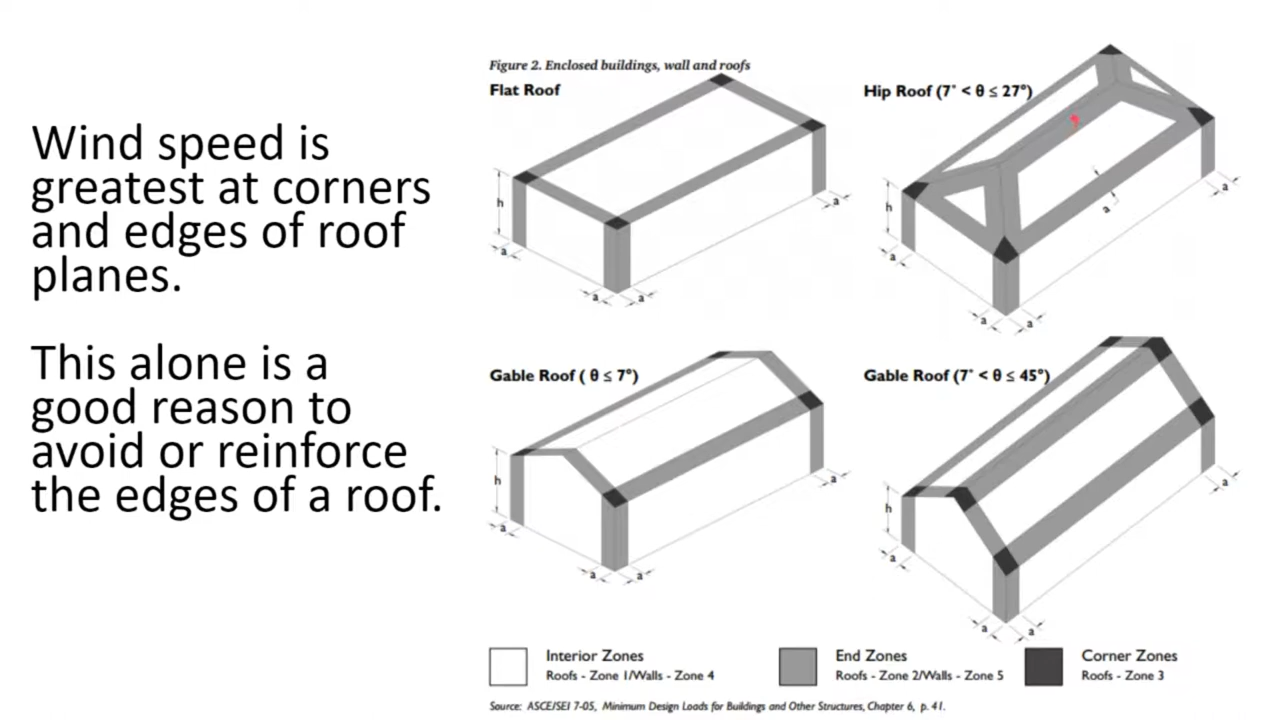 Wind speed is
greatest at corners
and edges of roof
planes.
This alone is a
good reason to
avoid or reinforce
the edges of a roof.
Figure 2. Enclosed buildings, wall and roofs
Flat Roof
h
a
a
a
a
Hip Roof (7° < θ ≤ 27°)
h
a
a
a
a
a
Gable Roof ( θ ≤ 7°)
h
a
a
a
a
Gable Roof (7° < θ ≤ 45°)
h
a
a
a
a
Interior Zones
Roofs - Zone 1/Walls - Zone 4
End Zones
Roofs - Zone 2/Walls - Zone 5
Corner Zones
Roofs - Zone 3
Source: ASCE/SEI 7-05, Minimum Design Loads for Buildings and Other Structures, Chapter 6, p. 41.